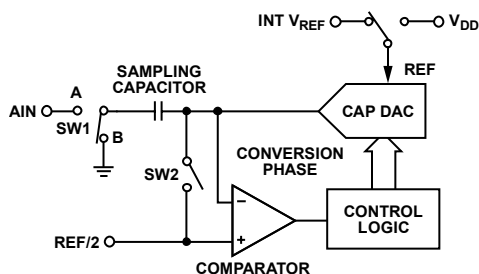 INT VREF
VDD
REF
SAMPLING
CAPACITOR
A
AIN
CAP DAC
SW1
B
CONVERSION
PHASE
SW2
−
CONTROL
LOGIC
REF/2
+
COMPARATOR